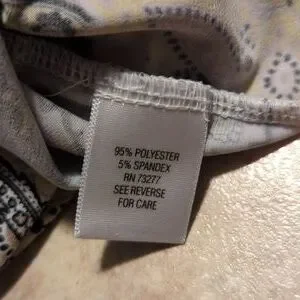 95% POLYESTER
5% SPANDEX
RN 73277
SEE REVERSE
FOR CARE